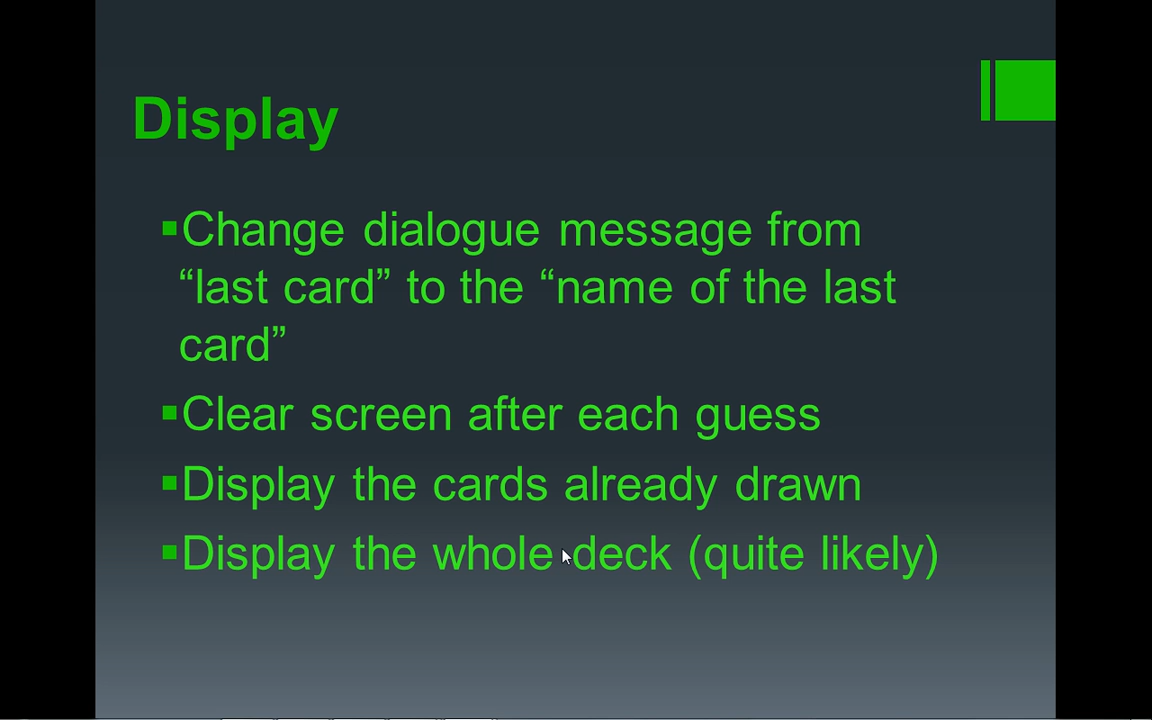 Display
▪Change dialogue message from
“last card” to the “name of the last
card”
▪Clear screen after each guess
▪Display the cards already drawn
▪Display the whole deck (quite likely)